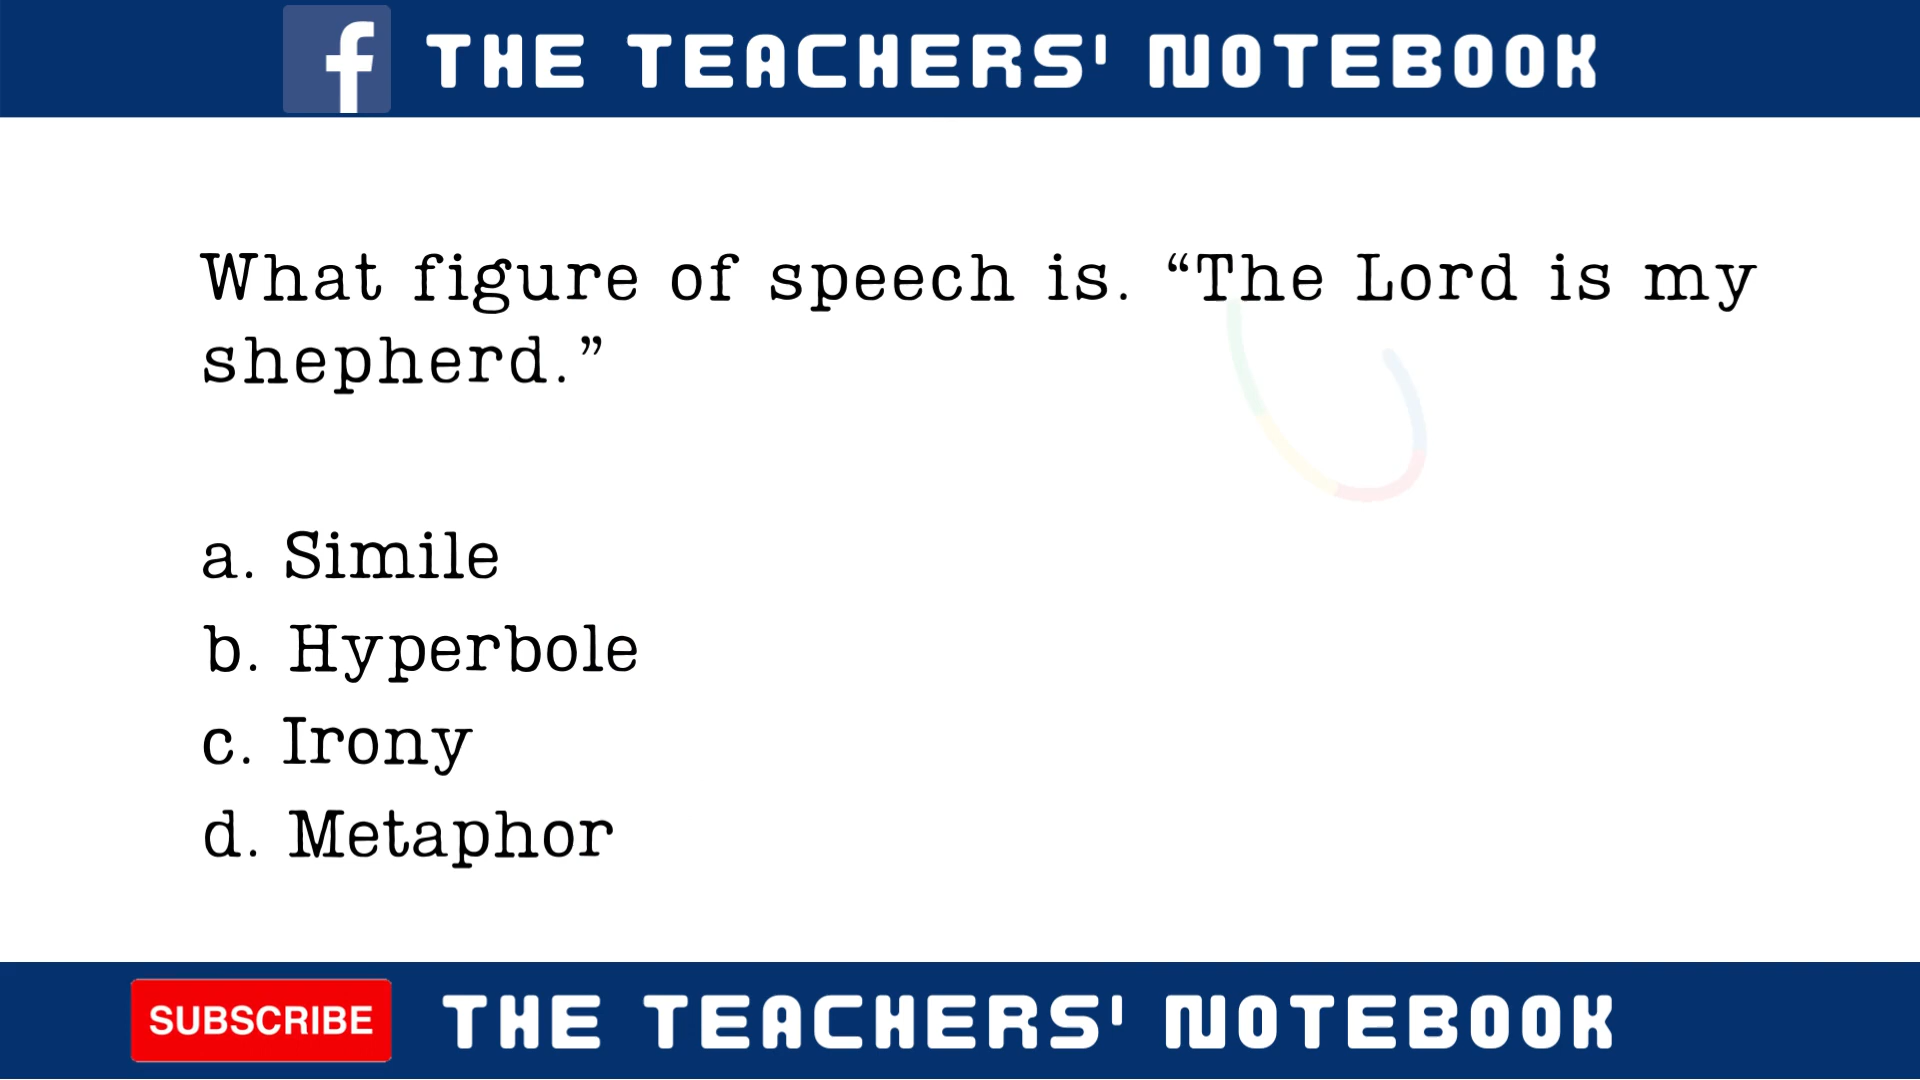 THE TEACHERS' NOTEBOOK
What figure of speech is. “The Lord is my
shepherd.”
a. Simile
b. Hyperbole
c. Irony
d. Metaphor
SUBSCRIBE THE TEACHERS' NOTEBOOK